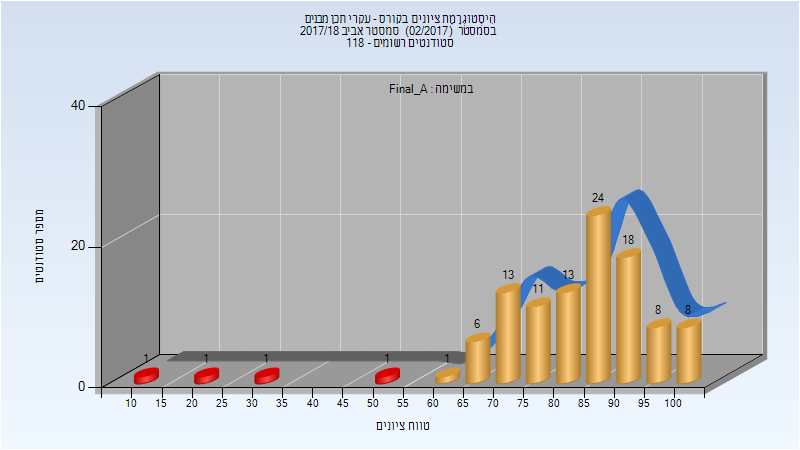 היסטוגרמת ציונים בקורס - עקרי תכן מבנים
בסמסטר (02/2017) סמסטר אביב 2017/18
סטודנטים רשומים - 118
במשימה : Final_A
מספר סטודנטים
40
20
0
1 1 1 1 1 6 13 11 13 24 18 8 8
10 15 20 25 30 35 40 45 50 55 60 65 70 75 80 85 90 95 100
טווח ציונים